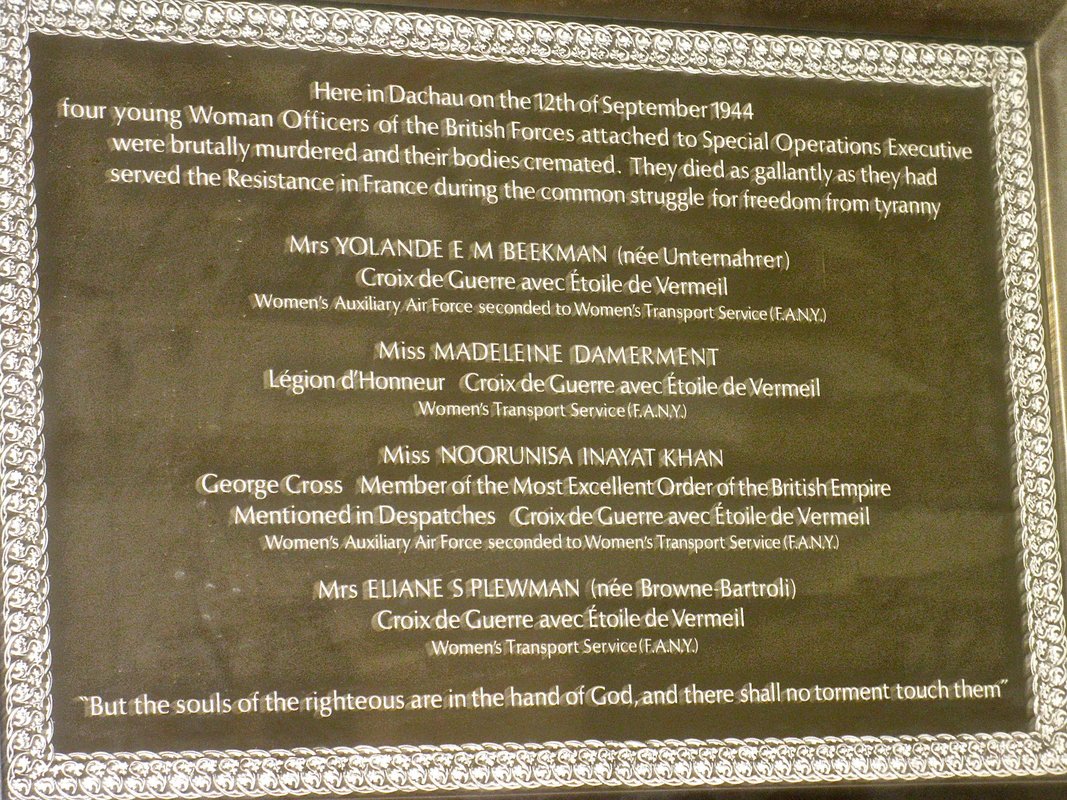 Here in Dachau on the 12th of September 1944
four young Woman Officers of the British Forces attached to Special Operations Executive
were brutally murdered and their bodies cremated. They died as gallantly as they had
served the Resistance in France during the common struggle for freedom from tyranny
Mrs YOLANDE E M BEEKMAN (née Unternahrer)
Croix de Guerre avec Étoile de Vermeil
Women's Auxiliary Air Force seconded to Women's Transport Service (F.A.N.Y.)
Miss MADELEINE DAMERMENT
Légion d'Honneur Croix de Guerre avec Étoile de Vermeil
Women's Transport Service (F.A.N.Y.)
Miss NOORUNISA INAYAT KHAN
George Cross Member of the Most Excellent Order of the British Empire
Mentioned in Despatches Croix de Guerre avec Étoile de Vermeil
Women's Auxiliary Air Force seconded to Women's Transport Service (F.A.N.Y.)
Mrs ELIANE S PLEWMAN (née Browne-Bartroli)
Croix de Guerre avec Étoile de Vermeil
Women's Transport Service (F.A.N.Y.)
"But the souls of the righteous are in the hand of God, and there shall no torment touch them"